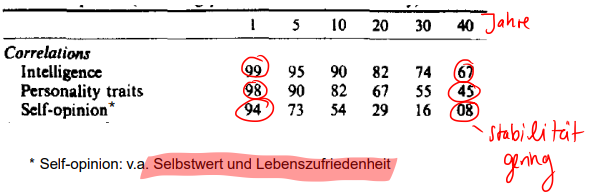 1 5 10 20 30 40 Jahre
Correlations
Intelligence 99 95 90 82 74 67
Personality traits 98 90 82 67 55 45
Self-opinion* 94 73 54 29 16 08
stabilität
gering
* Self-opinion: v.a. Selbstwert und Lebenszufriedenheit